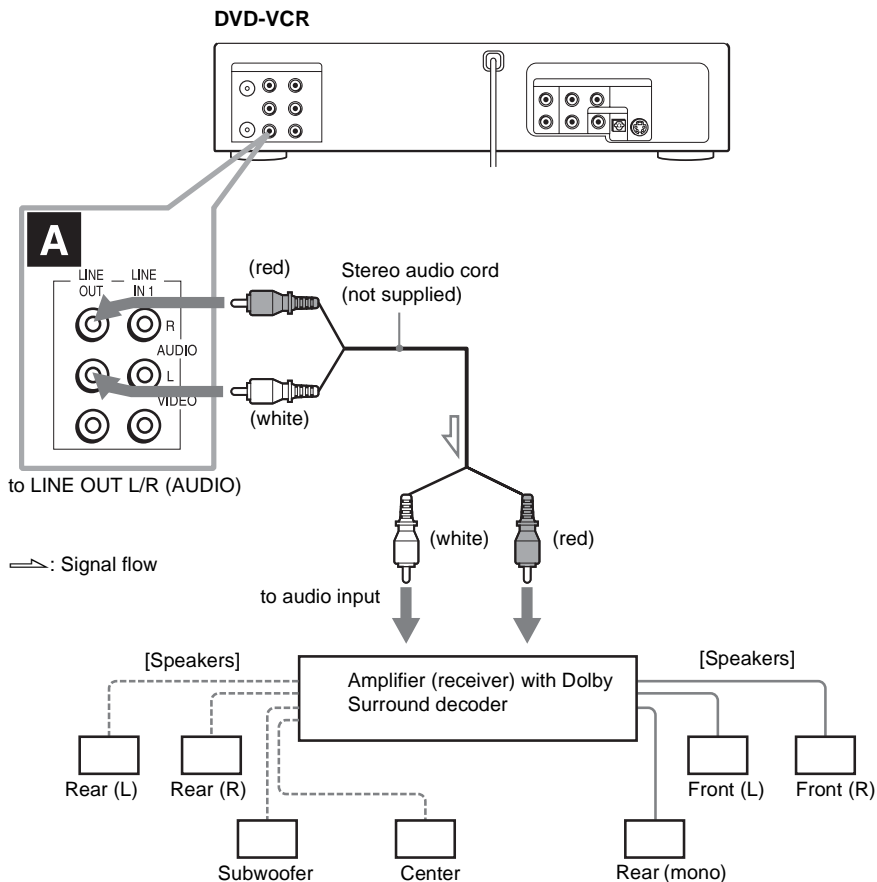 DVD-VCR
A
LINE OUT
LINE IN 1
R
AUDIO
L
VIDEO
(red)
Stereo audio cord
(not supplied)
(white)
to LINE OUT L/R (AUDIO)
: Signal flow
(white)
(red)
to audio input
[Speakers]
[Speakers]
Amplifier (receiver) with Dolby
Surround decoder
Rear (L)
Rear (R)
Front (L)
Front (R)
Subwoofer
Center
Rear (mono)